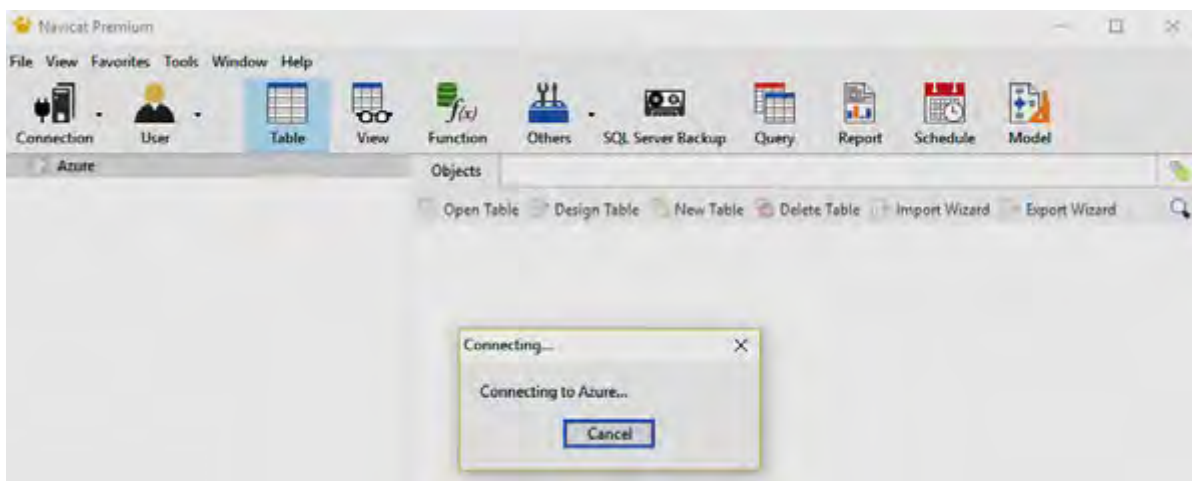 Navicat Premium
File View Favorites Tools Window Help
Connection User Table View Function Others SQL Server Backup Query Report Schedule Model
f(x)
Azure
Objects
Open Table Design Table New Table Delete Table Import Wizard Export Wizard
Connecting...
Connecting to Azure...
Cancel